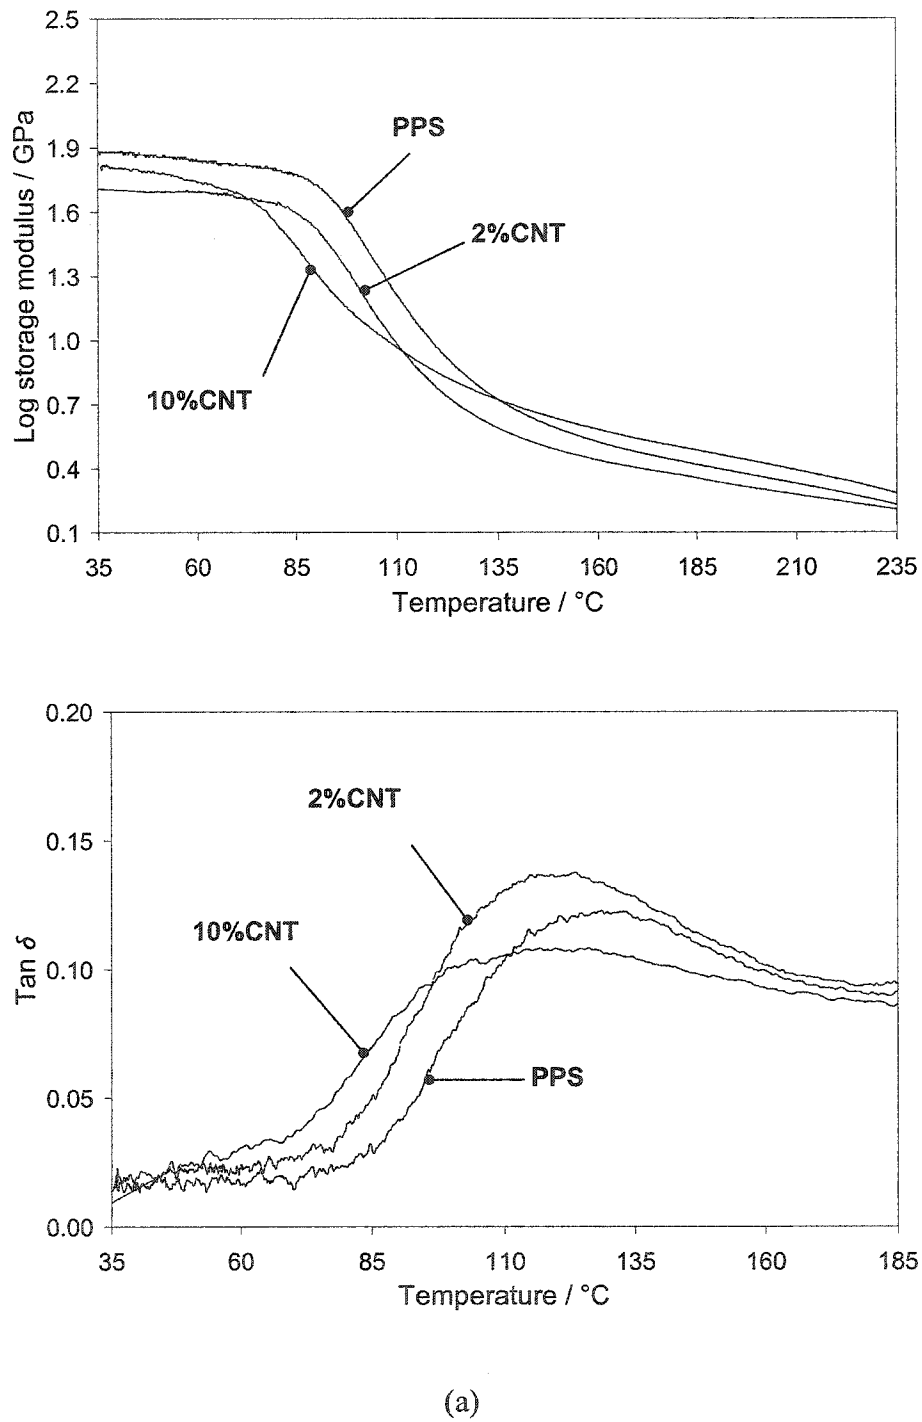 2.5
2.2
1.9
1.6
1.3
1.0
0.7
0.4
0.1
Log storage modulus / GPa
PPS
2%CNT
10%CNT
35 60 85 110 135 160 185 210 235
Temperature / °C
0.20
0.15
0.10
0.05
0.00
Tan δ
2%CNT
10%CNT
PPS
35 60 85 110 135 160 185
Temperature / °C
(a)